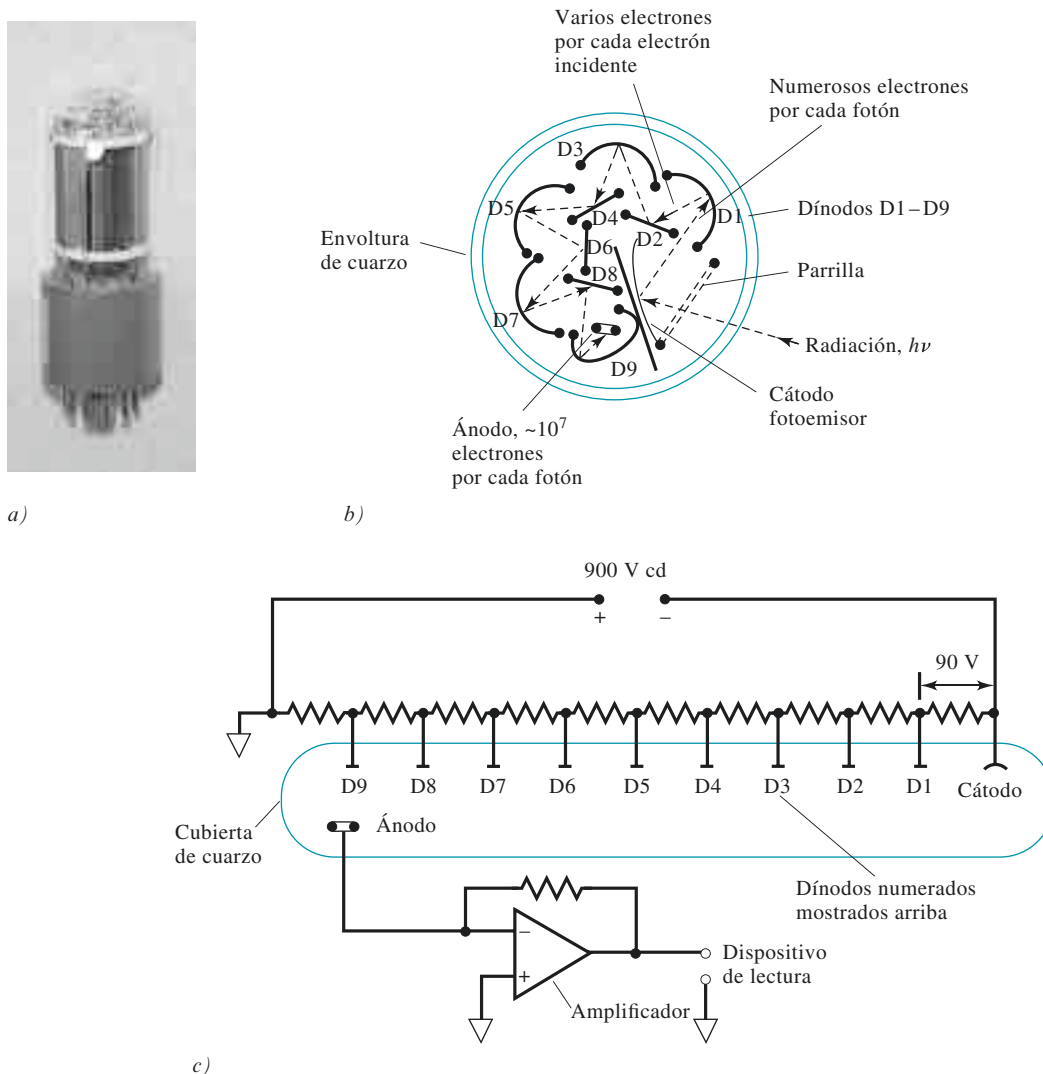 Varios electrones
por cada electrón
incidente
Numerosos electrones
por cada fotón
D3
D5
D4
D1
D2
D6
D8
D7
D9
Dínodos D1–D9
Envoltura
de cuarzo
Parrilla
Radiación, hν
Cátodo
fotoemisor
Ánodo, ~10⁷
electrones
por cada fotón
a)
b)
900 V cd
+ –
90 V
D9 D8 D7 D6 D5 D4 D3 D2 D1 Cátodo
Ánodo
Cubierta
de cuarzo
Dínodos numerados
mostrados arriba
–
+
Dispositivo
de lectura
Amplificador
c)